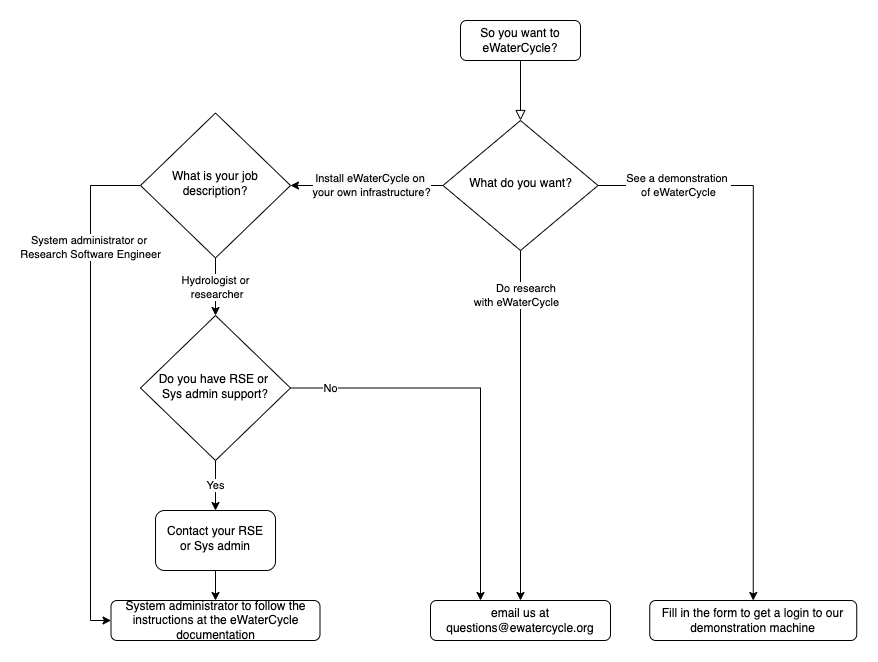 So you want to
eWaterCycle?
What is your job
description?
Install eWaterCycle on
your own infrastructure?
What do you want?
See a demonstration
of eWaterCycle
System administrator or
Research Software Engineer
Hydrologist or
researcher
Do research
with eWaterCycle
Do you have RSE or
Sys admin support?
No
Yes
Contact your RSE
or Sys admin
System administrator to follow the
instructions at the eWaterCycle
documentation
email us at
questions@ewatercycle.org
Fill in the form to get a login to our
demonstration machine